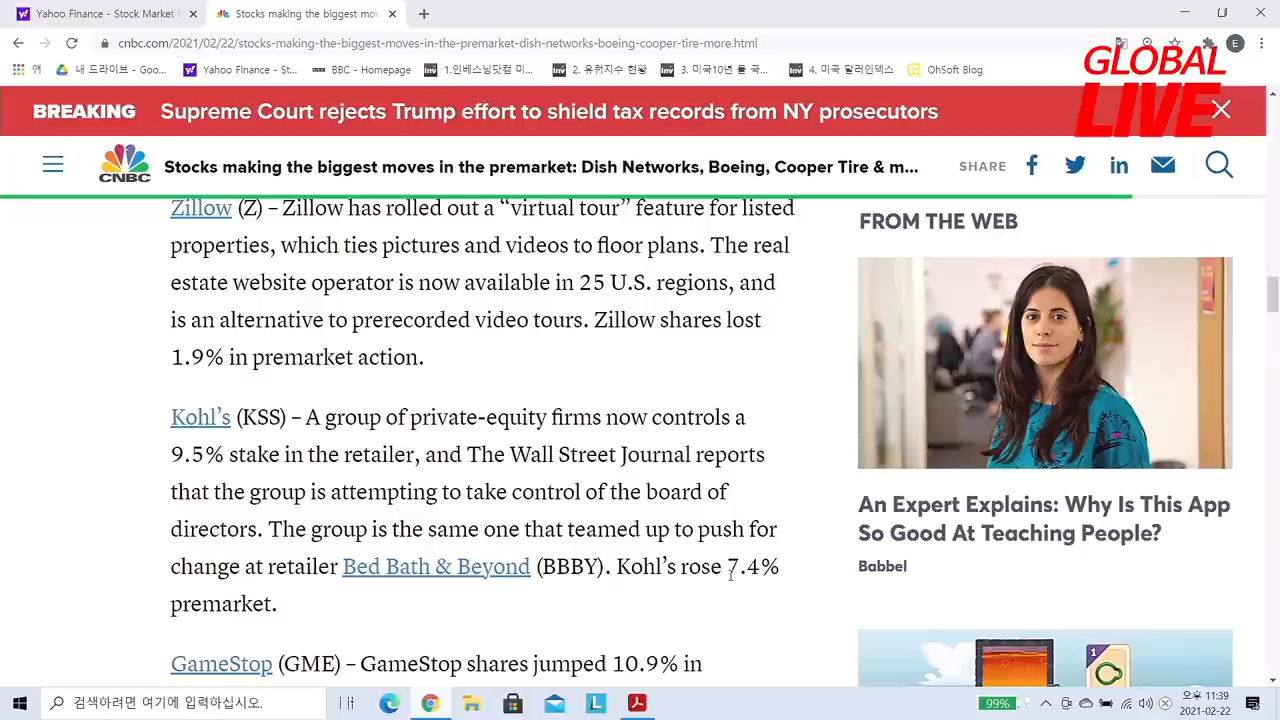 Yahoo Finance - Stock Market
Stocks making the biggest mov
cnbc.com/2021/02/22/stocks-making-the-biggest-moves-in-the-premarket-dish-networks-boeing-cooper-tire-more.html
E
앱
내 드라이브 - Goo...
Yahoo FInance - St...
BBC - Homepage
Inv 1.인베스팅닷컴 미...
Inv 2. 유뤼지수 현황
Inv 3. 미국10년 률 국...
Inv 4. 미국 달러인덱스
OhSoft Blog
GLOBAL
LIVE
BREAKING Supreme Court rejects Trump effort to shield tax records from NY prosecutors
CNBC
Stocks making the biggest moves in the premarket: Dish Networks, Boeing, Cooper Tire & m...
SHARE
Zillow (Z) – Zillow has rolled out a “virtual tour” feature for listed
properties, which ties pictures and videos to floor plans. The real
estate website operator is now available in 25 U.S. regions, and
is an alternative to prerecorded video tours. Zillow shares lost
1.9% in premarket action.
Kohl’s (KSS) – A group of private-equity firms now controls a
9.5% stake in the retailer, and The Wall Street Journal reports
that the group is attempting to take control of the board of
directors. The group is the same one that teamed up to push for
change at retailer Bed Bath & Beyond (BBBY). Kohl’s rose 7.4%
premarket.
GameStop (GME) – GameStop shares jumped 10.9% in
FROM THE WEB
An Expert Explains: Why Is This App
So Good At Teaching People?
Babbel
1
검색하려면 여기에 입력하십시오.
99%
오후 11:39
2021-02-22